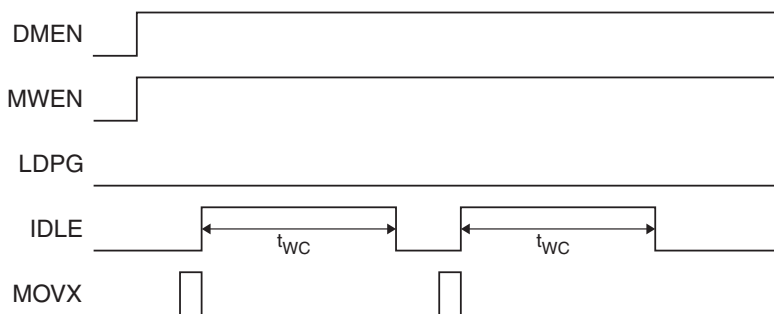 DMEN
MWEN
LDPG
IDLE
tWC tWC
MOVX